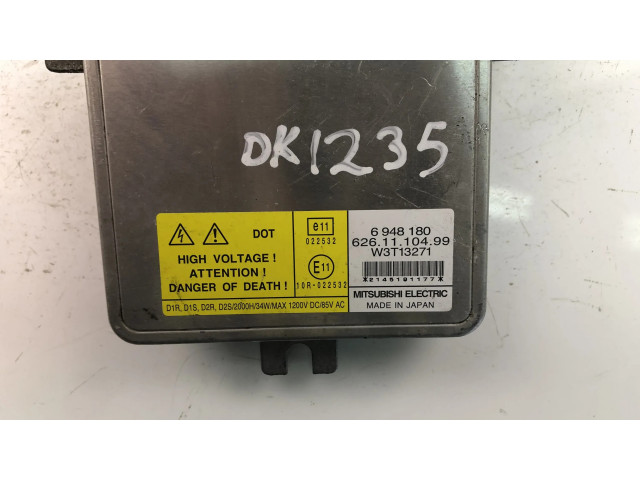 DK1235
DOT
HIGH VOLTAGE !
ATTENTION !
DANGER OF DEATH !
D1R, D1S, D2R, D2S/2000H/34W/MAX 1200V DC/85V AC
e11
022532
E11
10R-022532
6 948 180
626.11.104.99
W3T13271
*2145191177*
MITSUBISHI ELECTRIC
MADE IN JAPAN